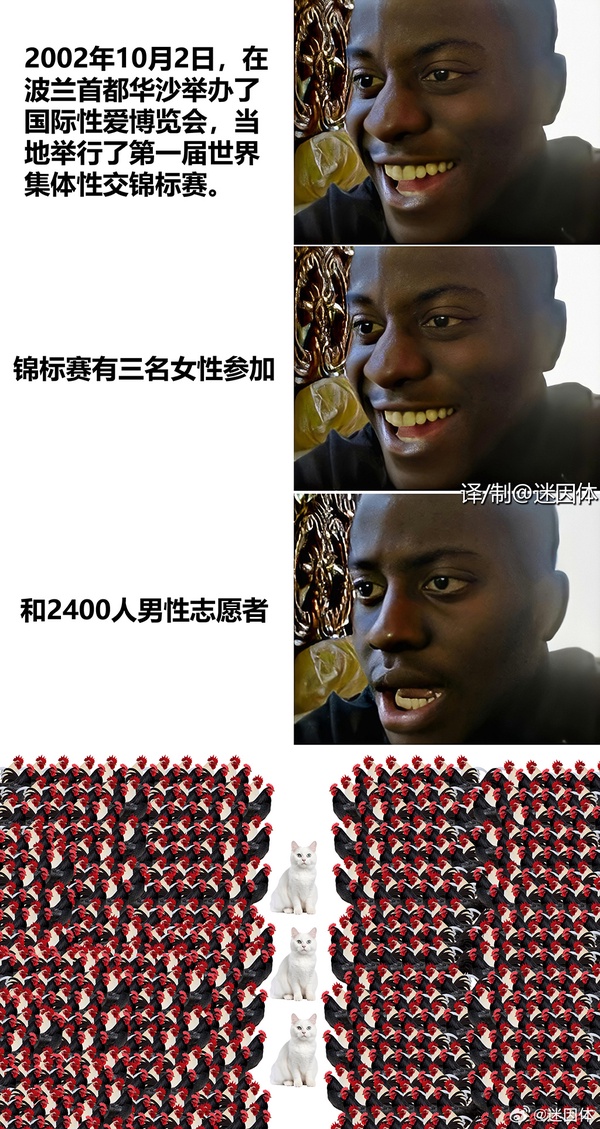 2002年10月2日，在
波兰首都华沙举办了
国际性爱博览会，当
地举行了第一届世界
集体性交锦标赛。
锦标赛有三名女性参加
译/制@迷因体
和2400人男性志愿者
@迷因体